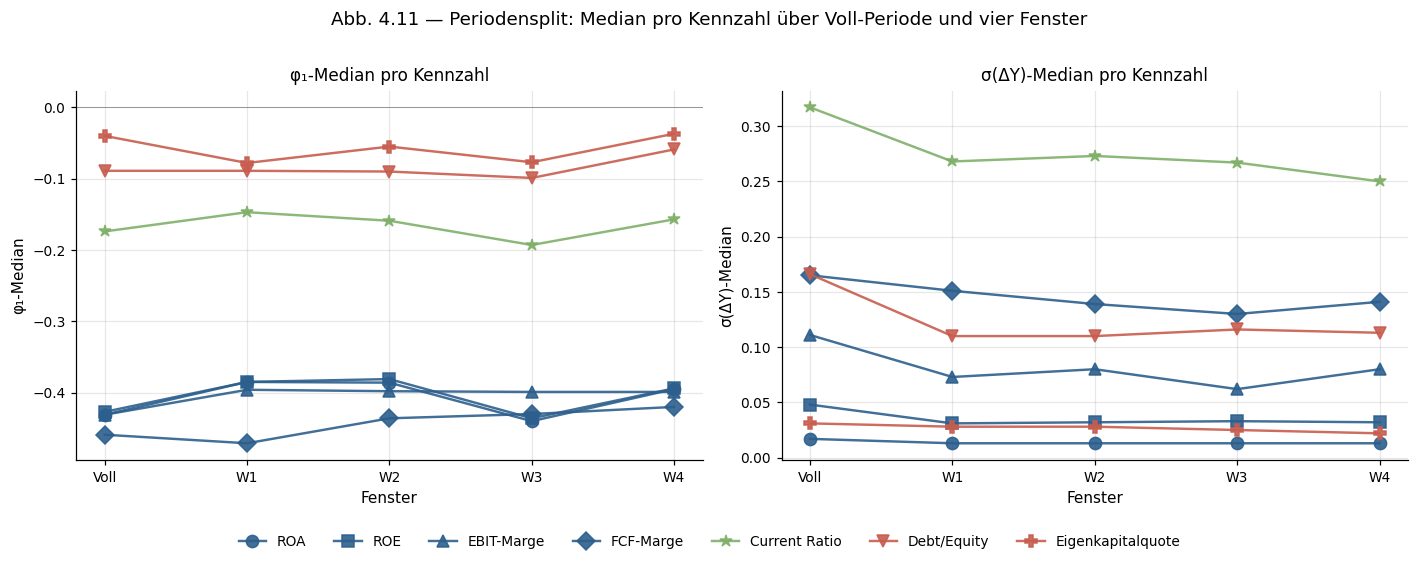 Abb. 4.11 — Periodensplit: Median pro Kennzahl über Voll-Periode und vier Fenster
φ₁-Median pro Kennzahl
φ₁-Median
0.0
−0.1
−0.2
−0.3
−0.4
Voll W1 W2 W3 W4
Fenster
σ(ΔY)-Median pro Kennzahl
σ(ΔY)-Median
0.30
0.25
0.20
0.15
0.10
0.05
0.00
Voll W1 W2 W3 W4
Fenster
ROA ROE EBIT-Marge FCF-Marge Current Ratio Debt/Equity Eigenkapitalquote